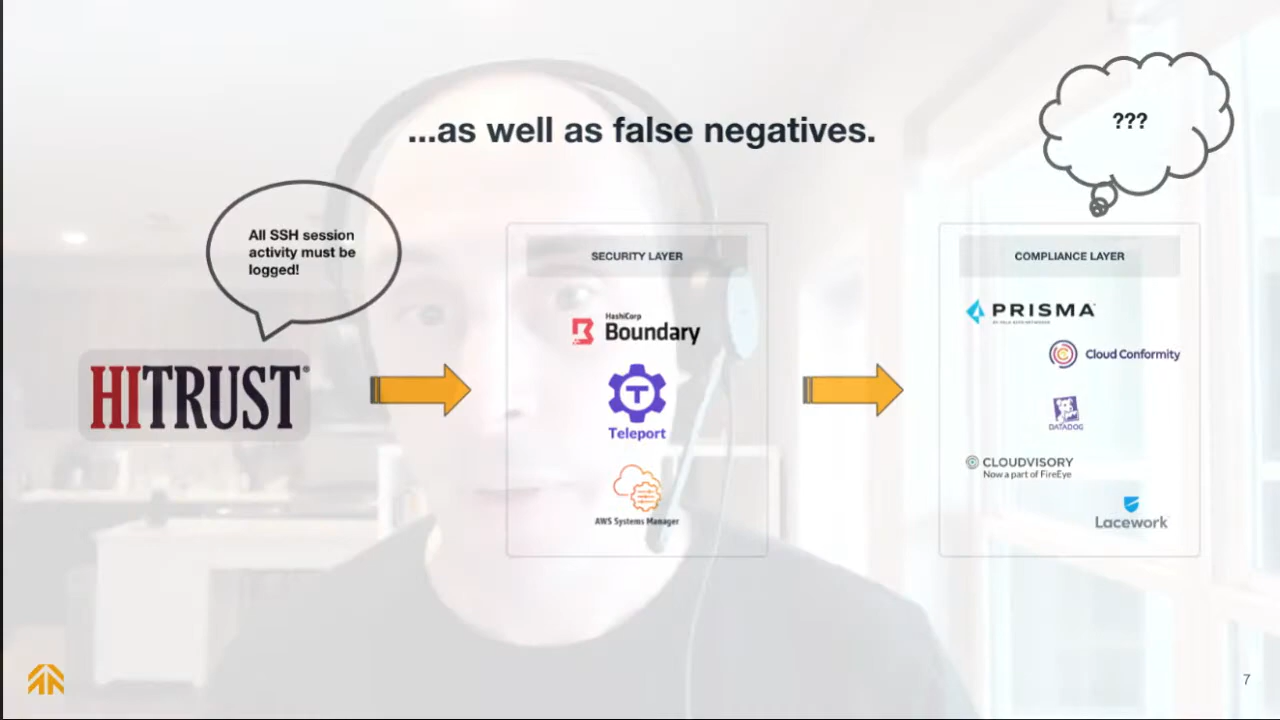 ...as well as false negatives.
???
All SSH session
activity must be
logged!
HITRUST®
SECURITY LAYER
HashiCorp
Boundary
Teleport
AWS Systems Manager
COMPLIANCE LAYER
PRISMA
Cloud Conformity
DATADOG
CLOUDVISORY
Now a part of FireEye
Lacework
7